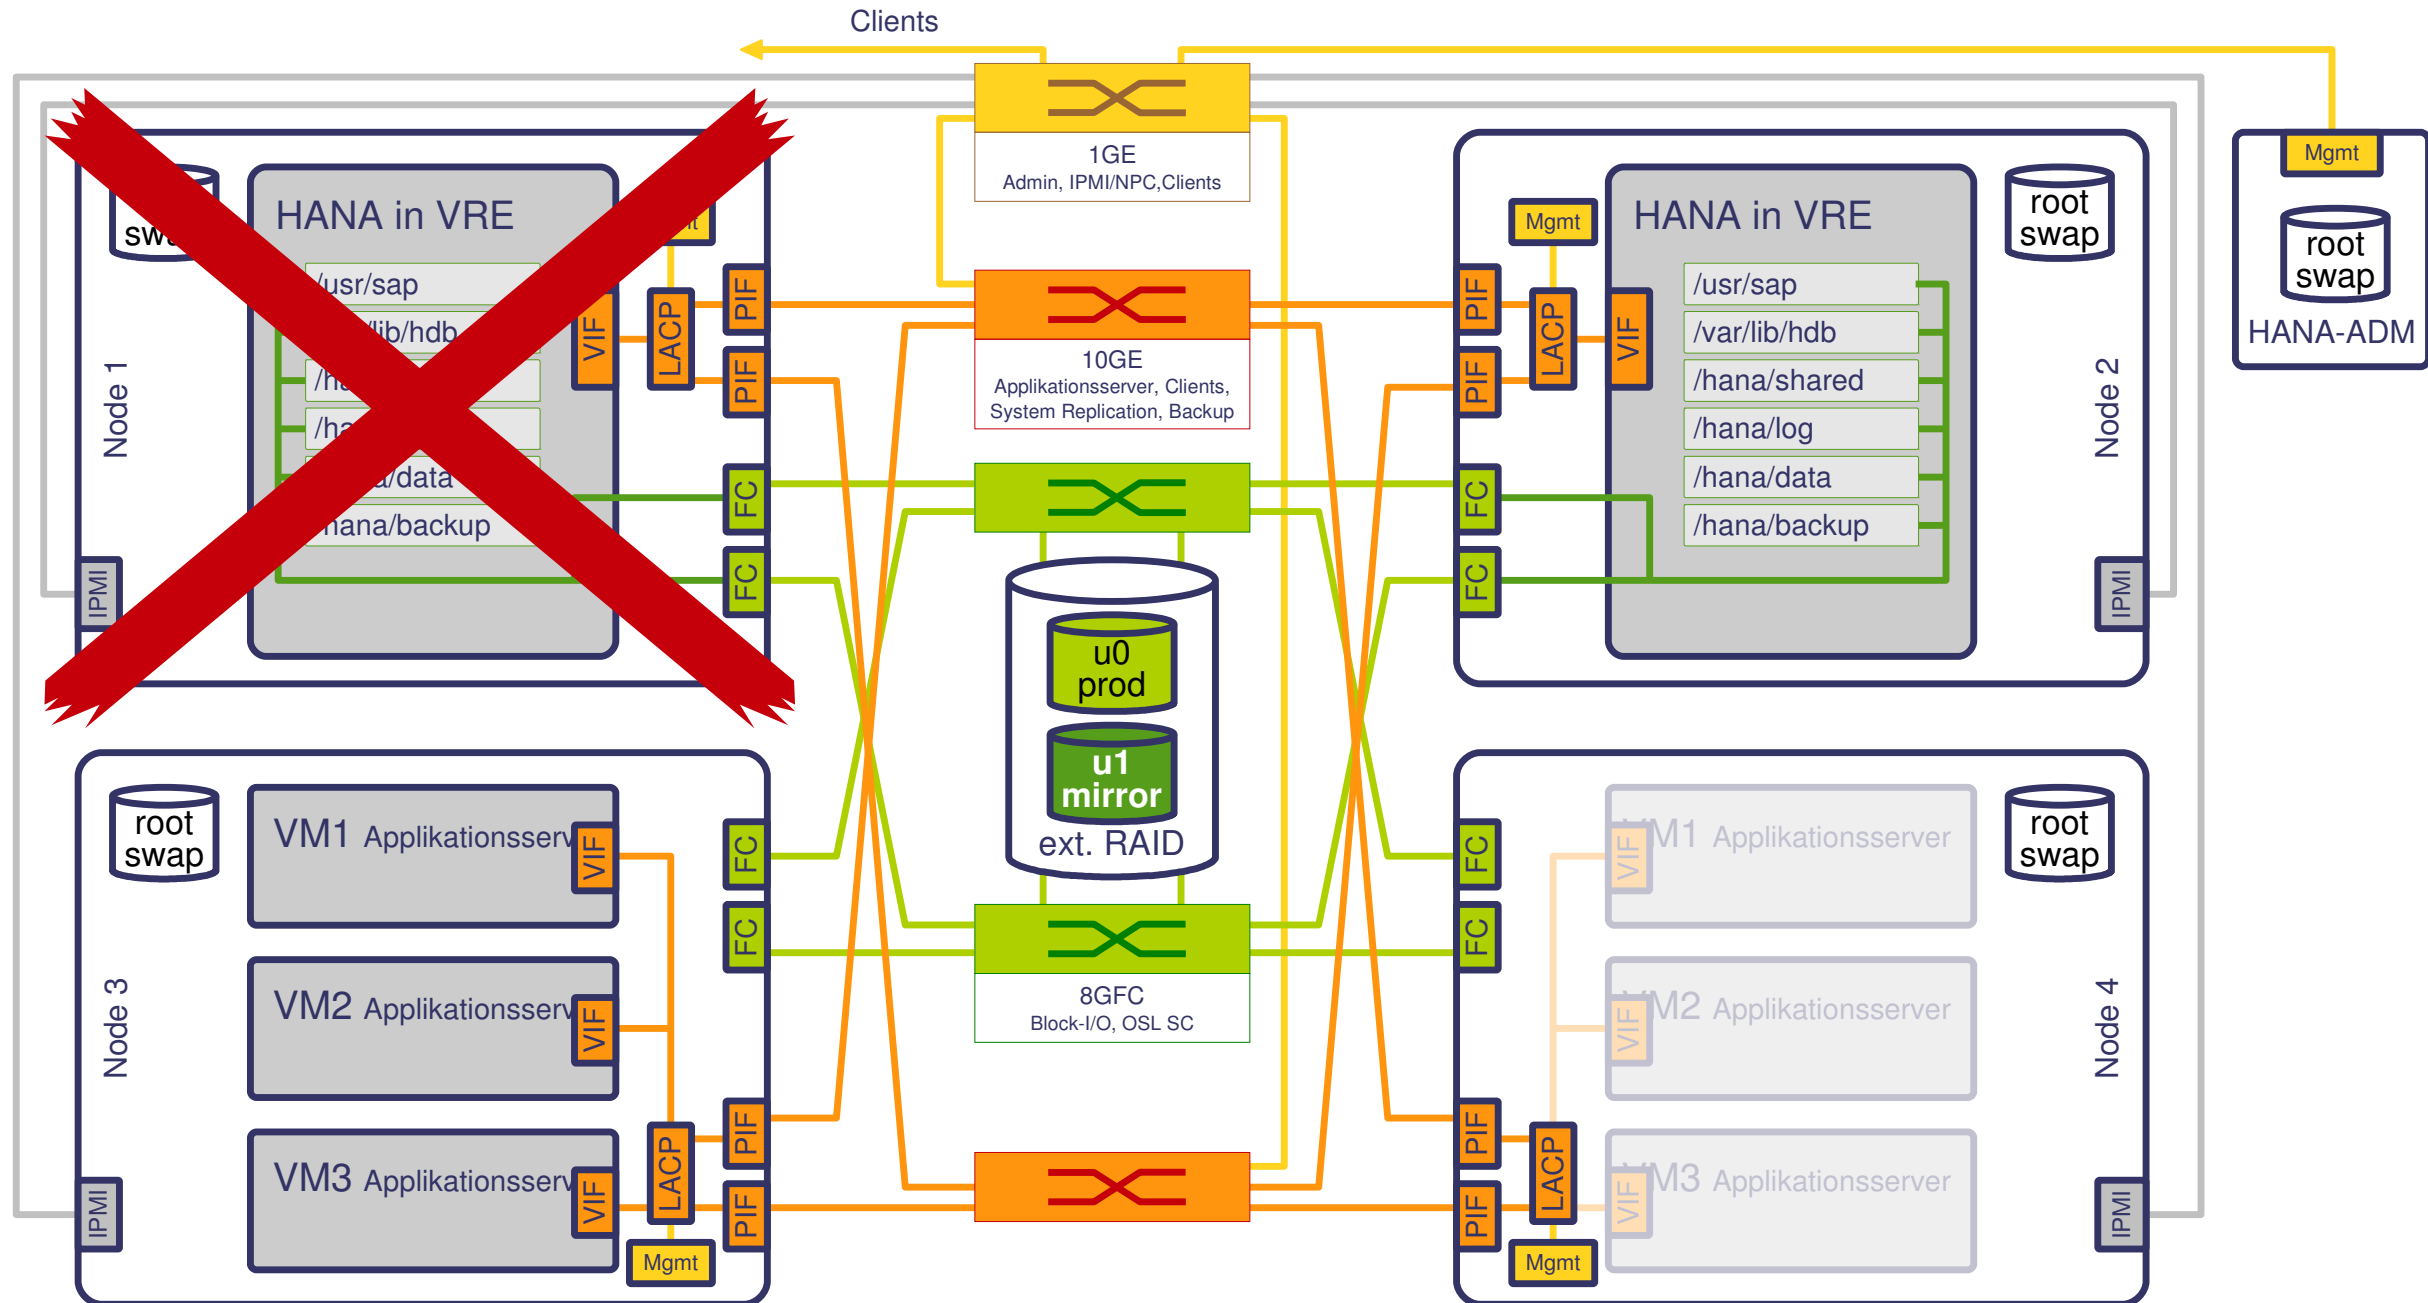 Clients
1GE
Admin, IPMI/NPC,Clients
Mgmt
root
swap
HANA-ADM
Node 1
HANA in VRE
/usr/sap
/lib/hdb
/data
hana/backup
VIF
LACP
PIF
PIF
FC
FC
IPMI
10GE
Applikationsserver, Clients,
System Replication, Backup
Mgmt
PIF
PIF
LACP
VIF
FC
FC
HANA in VRE
/usr/sap
/var/lib/hdb
/hana/shared
/hana/log
/hana/data
/hana/backup
root
swap
Node 2
IPMI
u0
prod
u1
mirror
ext. RAID
root
swap
Node 3
VM1 Applikationsserv
VIF
VM2 Applikationsserv
VIF
VM3 Applikationsserv
VIF
LACP
Mgmt
FC
FC
PIF
PIF
IPMI
8GFC
Block-I/O, OSL SC
FC
FC
PIF
PIF
LACP
Mgmt
VIF
M1 Applikationsserver
VIF
M2 Applikationsserver
VIF
M3 Applikationsserver
root
swap
Node 4
IPMI